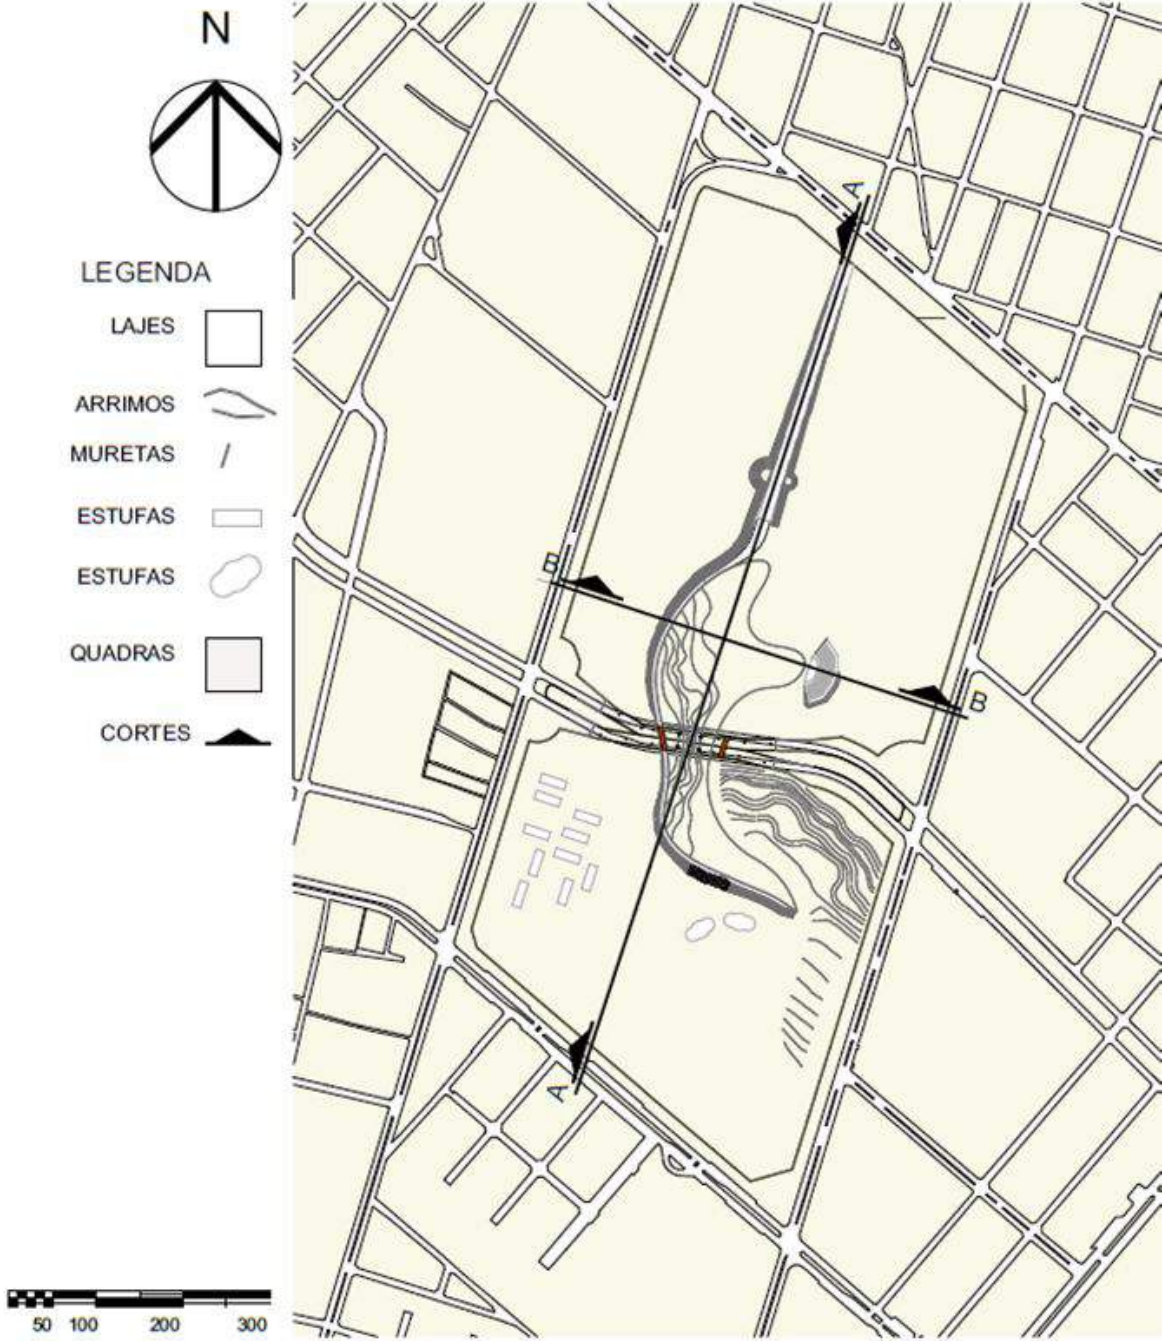 N
LEGENDA
LAJES
ARRIMOS
MURETAS
ESTUFAS
ESTUFAS
QUADRAS
CORTES
A
B
B
A
50 100 200 300